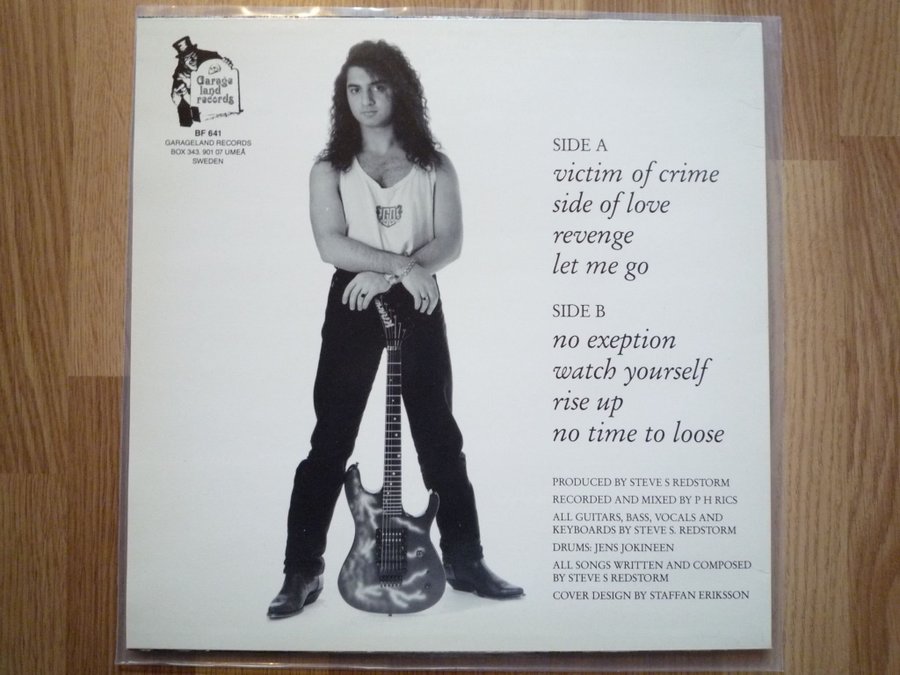 Garage
land
records
BF 641
GARAGELAND RECORDS
BOX 343. 901 07 UMEÅ
SWEDEN
Kramer
SIDE A
victim of crime
side of love
revenge
let me go
SIDE B
no exeption
watch yourself
rise up
no time to loose
PRODUCED BY STEVE S REDSTORM
RECORDED AND MIXED BY P H RICS
ALL GUITARS, BASS, VOCALS AND
KEYBOARDS BY STEVE S. REDSTORM
DRUMS: JENS JOKINEEN
ALL SONGS WRITTEN AND COMPOSED
BY STEVE S REDSTORM
COVER DESIGN BY STAFFAN ERIKSSON